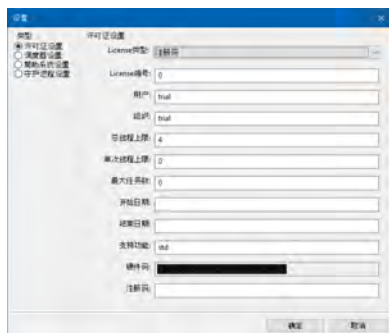 设置
类型
许可证设置
调度器设置
帮助系统设置
守护进程设置
许可证设置
License类型: 注册码
License编号: 0
用户: trial
组织: trial
总线程上限: 4
单次线程上限: 0
最大任务数: 0
开始日期:
结束日期:
支持功能: std
硬件码:
注册码:
确定
取消